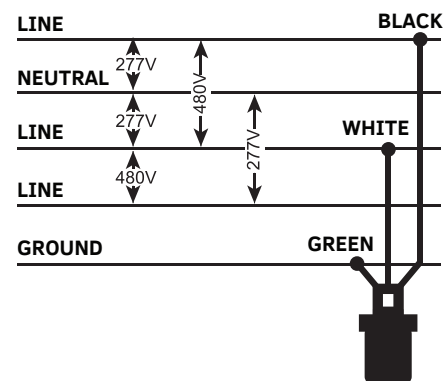 LINE BLACK
277V
480V
NEUTRAL
277V
277V
LINE WHITE
480V
LINE
GROUND GREEN